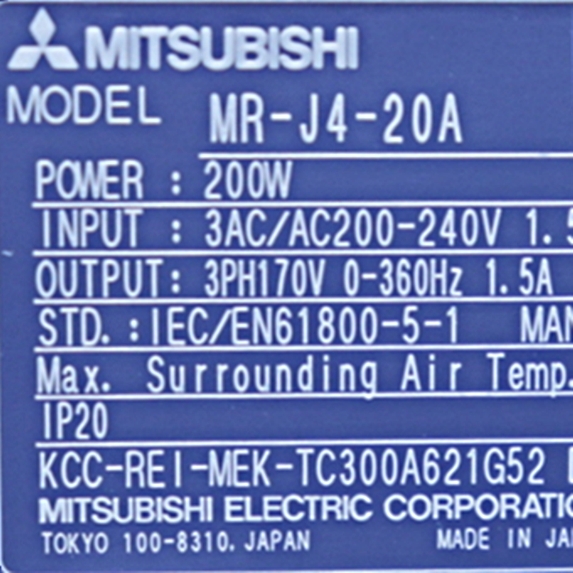 MITSUBISHI
MODEL MR-J4-20A
POWER : 200W
INPUT : 3AC/AC200-240V 1.5
OUTPUT: 3PH170V 0-360Hz 1.5A
STD. : IEC/EN61800-5-1 MAN
Max. Surrounding Air Temp.
IP20
KCC-REI-MEK-TC300A621G52
MITSUBISHI ELECTRIC CORPORATIO
TOKYO 100-8310. JAPAN MADE IN JA